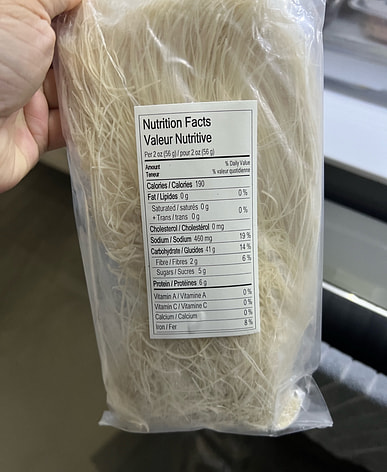 Nutrition Facts
Valeur Nutritive
Per 2 oz (56 g) / pour 2 oz (56 g)
Amount % Daily Value
Teneur % valeur quotidienne
Calories / Calories 190
Fat / Lipides 0 g 0 %
Saturated / saturés 0 g
+ Trans / trans 0 g 0 %
Cholesterol / Cholestérol 0 mg
Sodium / Sodium 460 mg 19 %
Carbohydrate / Glucides 41 g 14 %
Fibre / Fibres 2 g 6 %
Sugars / Sucres 5 g
Protein / Protéines 6 g
Vitamin A / Vitamine A 0 %
Vitamin C / Vitamine C 0 %
Calcium / Calcium 0 %
Iron / Fer 8 %